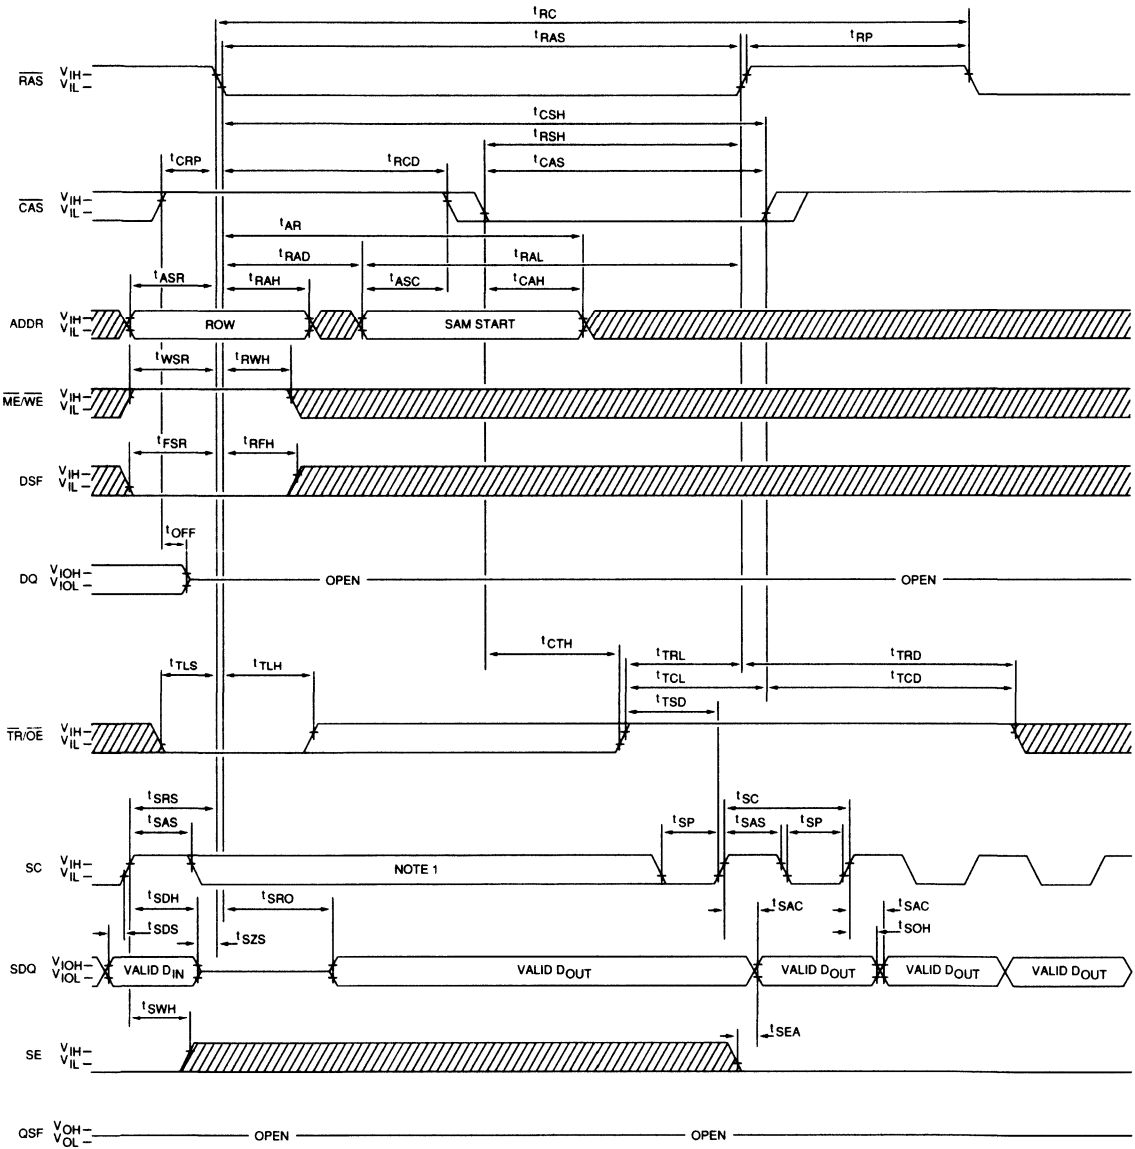 tRC
tRAS tRP
RAS VIH VIL
tCSH
tRSH
tCRP tRCD tCAS
CAS VIH VIL
tAR
tRAD tRAL
tASR tRAH tASC tCAH
ADDR VIH VIL ROW SAM START
tWSR tRWH
ME/WE VIH VIL
tFSR tRFH
DSF VIH VIL
tOFF
DQ VIOH VIOL OPEN OPEN
tCTH
tTLS tTLH tTRL tTRD
tTCL tTCD
tTSD
TR/OE VIH VIL
tSRS tSC
tSAS tSP tSAS tSP
SC VIH VIL NOTE 1
tSDH tSRO tSAC tSAC
tSDS tSZS tSOH
SDQ VIOH VIOL VALID DIN VALID DOUT VALID DOUT VALID DOUT VALID DOUT
tSWH tSEA
SE VIH VIL
QSF VOH VOL OPEN OPEN